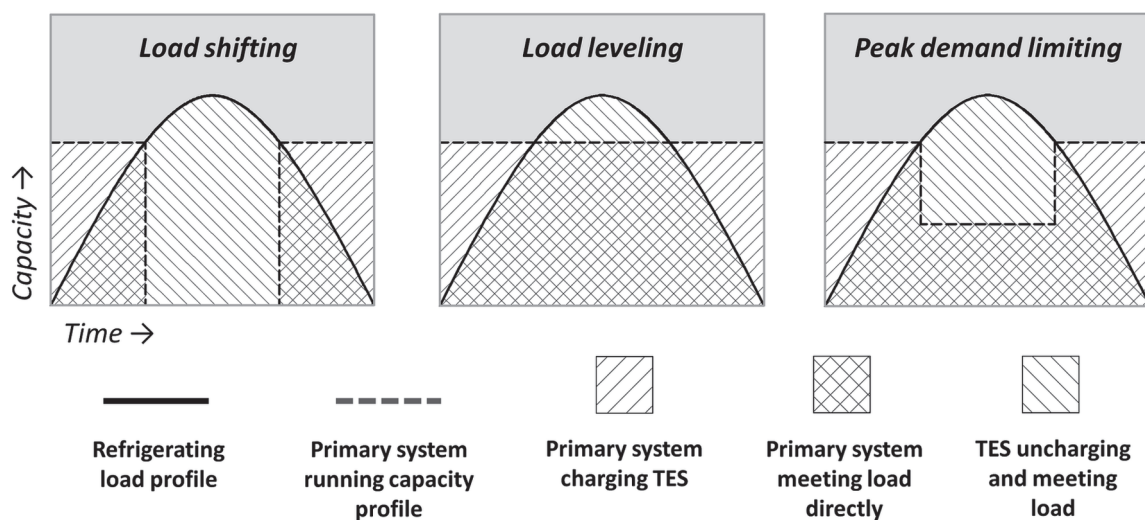 Load shifting
Load leveling
Peak demand limiting
Capacity →
Time →
Refrigerating
load profile
Primary system
running capacity
profile
Primary system
charging TES
Primary system
meeting load
directly
TES uncharging
and meeting
load